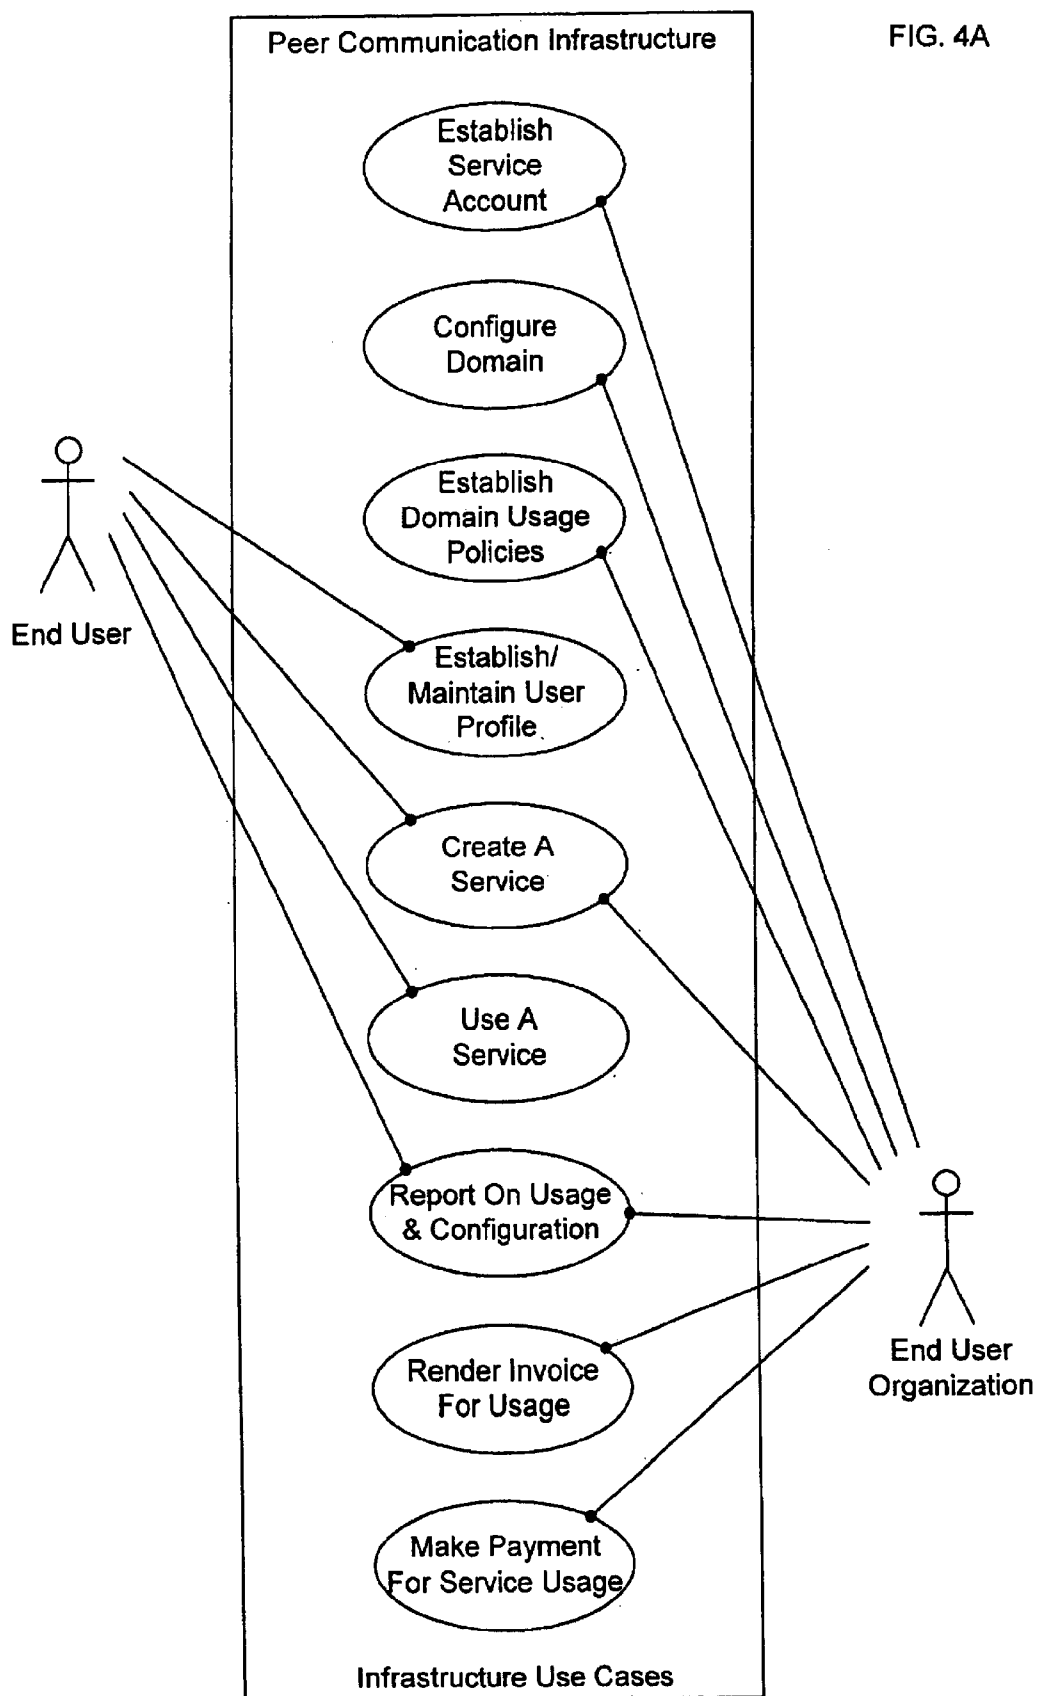 Peer Communication Infrastructure
FIG. 4A
Establish
Service
Account
Configure
Domain
Establish
Domain Usage
Policies
End User
Establish/
Maintain User
Profile
Create A
Service
Use A
Service
Report On Usage
& Configuration
Render Invoice
For Usage
End User
Organization
Make Payment
For Service Usage
Infrastructure Use Cases